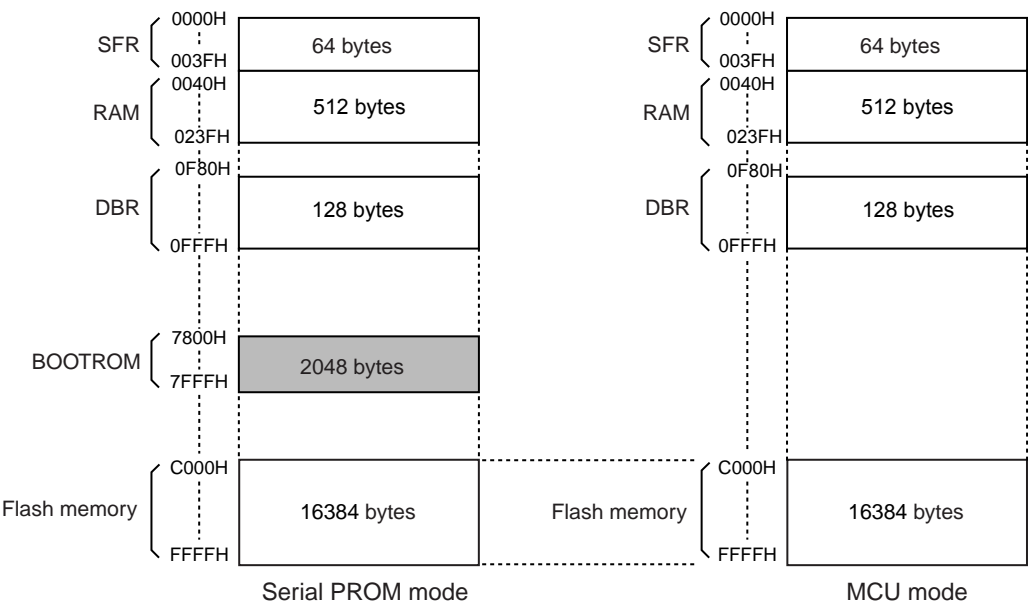 0000H
SFR
64 bytes
003FH
0040H
RAM
512 bytes
023FH
0F80H
DBR
128 bytes
0FFFH
7800H
BOOTROM
2048 bytes
7FFFH
C000H
Flash memory
16384 bytes
FFFFH
Serial PROM mode
0000H
SFR
64 bytes
003FH
0040H
RAM
512 bytes
023FH
0F80H
DBR
128 bytes
0FFFH
C000H
Flash memory
16384 bytes
FFFFH
MCU mode